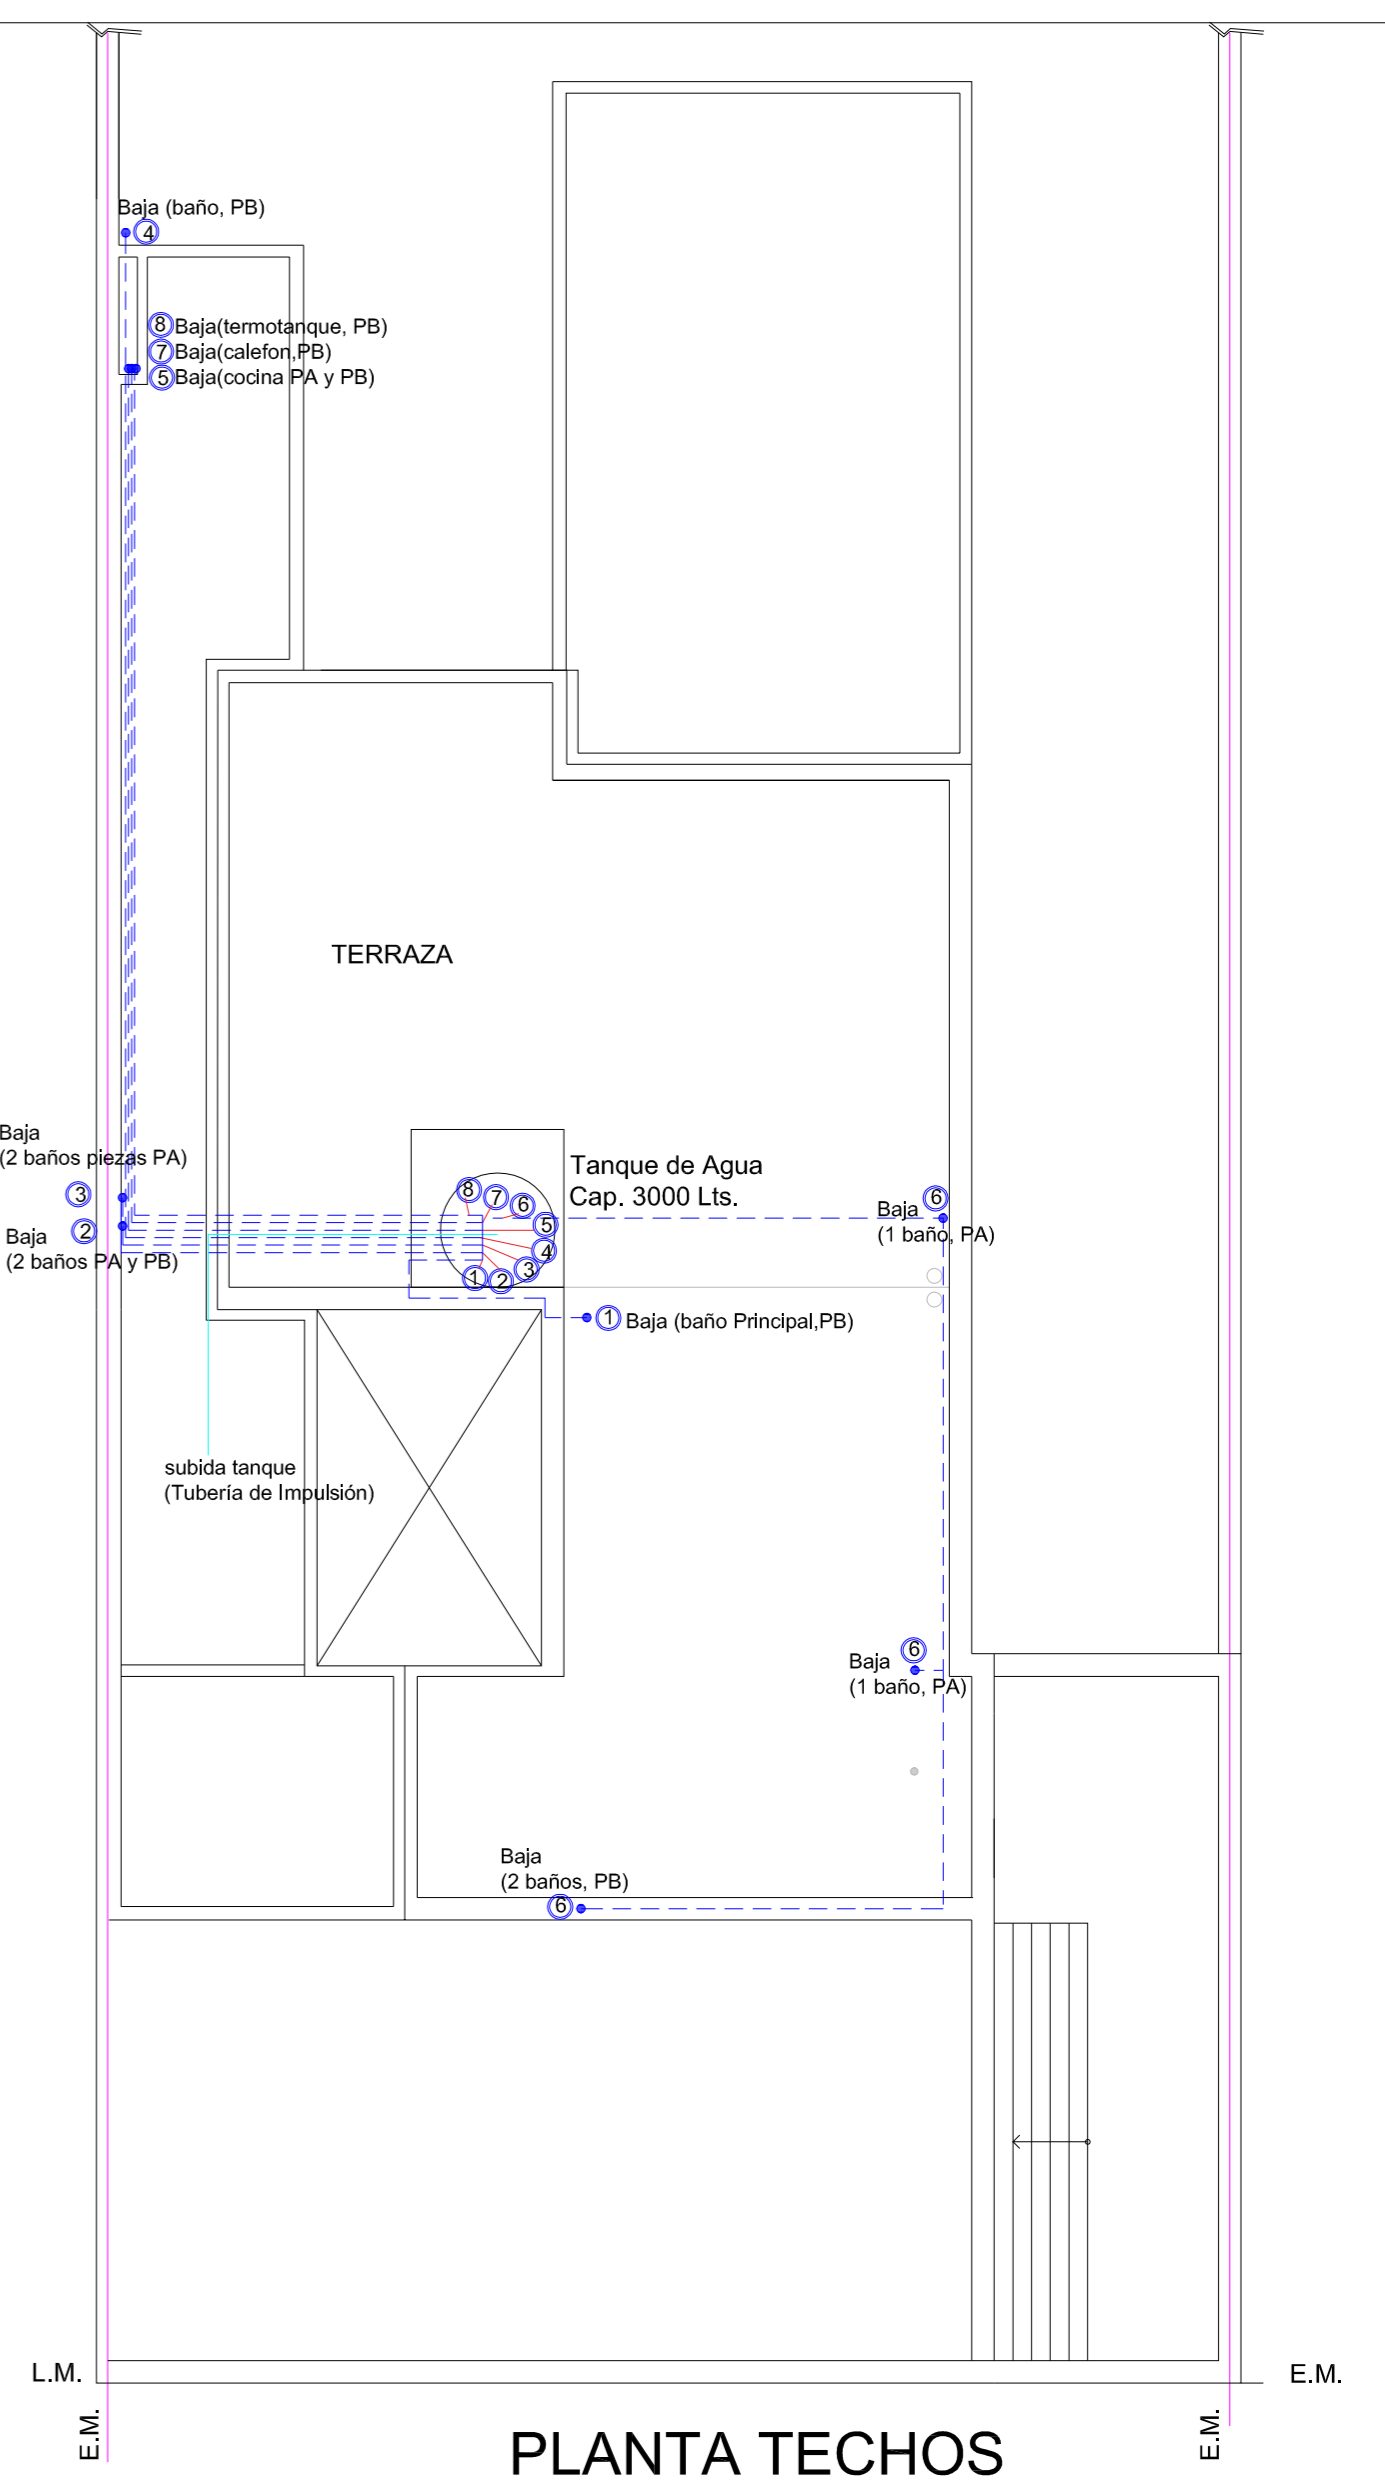 Baja (baño, PB)
4
8 Baja(termotanque, PB)
7 Baja(calefon,PB)
5 Baja(cocina PA y PB)
TERRAZA
Baja
(2 baños piezas PA)
3
2
Baja
(2 baños PA y PB)
Tanque de Agua
Cap. 3000 Lts.
8
7
6
5
4
3
2
1
6
Baja
(1 baño, PA)
1 Baja (baño Principal,PB)
subida tanque
(Tubería de Impulsión)
6
Baja
(1 baño, PA)
Baja
(2 baños, PB)
6
L.M.
E.M.
E.M.
E.M.
PLANTA TECHOS